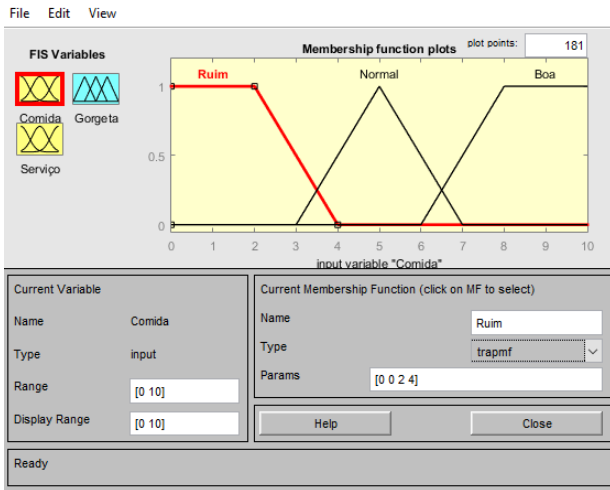 File Edit View
FIS Variables
Comida Gorgeta
Serviço
Membership function plots plot points: 181
Ruim Normal Boa
1
0.5
0
0 1 2 3 4 5 6 7 8 9 10
input variable "Comida"
Current Variable
Name Comida
Type input
Range [0 10]
Display Range [0 10]
Current Membership Function (click on MF to select)
Name Ruim
Type trapmf
Params [0 0 2 4]
Help Close
Ready